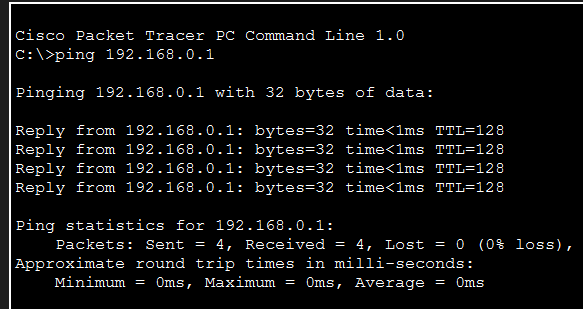 Cisco Packet Tracer PC Command Line 1.0
C:\>ping 192.168.0.1
Pinging 192.168.0.1 with 32 bytes of data:
Reply from 192.168.0.1: bytes=32 time<1ms TTL=128
Reply from 192.168.0.1: bytes=32 time<1ms TTL=128
Reply from 192.168.0.1: bytes=32 time<1ms TTL=128
Reply from 192.168.0.1: bytes=32 time<1ms TTL=128
Ping statistics for 192.168.0.1:
    Packets: Sent = 4, Received = 4, Lost = 0 (0% loss),
Approximate round trip times in milli-seconds:
    Minimum = 0ms, Maximum = 0ms, Average = 0ms